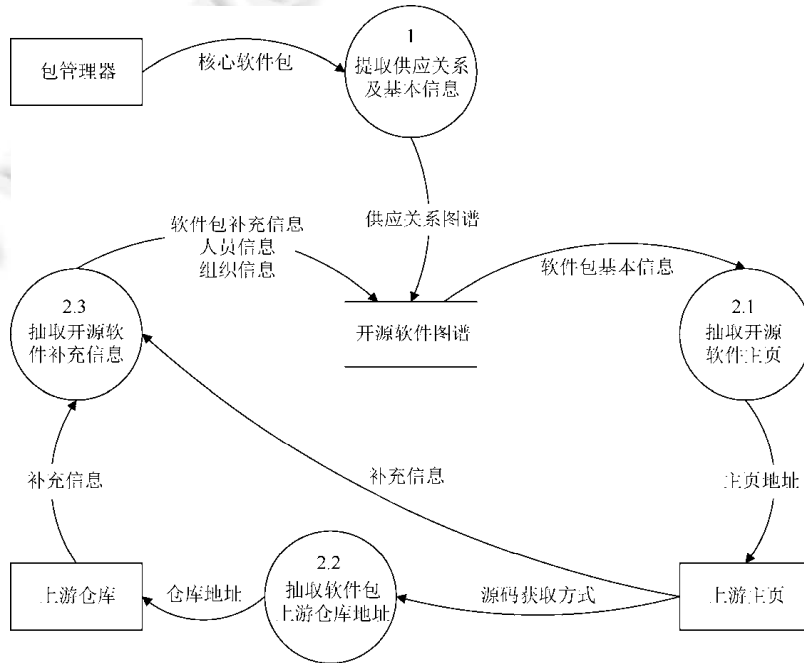 1
提取供应关系
及基本信息
包管理器
核心软件包
供应关系图谱
软件包补充信息
人员信息
组织信息
软件包基本信息
2.3
抽取开源软
件补充信息
开源软件图谱
2.1
抽取开源
软件主页
补充信息
补充信息
主页地址
2.2
抽取软件包
上游仓库地址
上游仓库
仓库地址
源码获取方式
上游主页